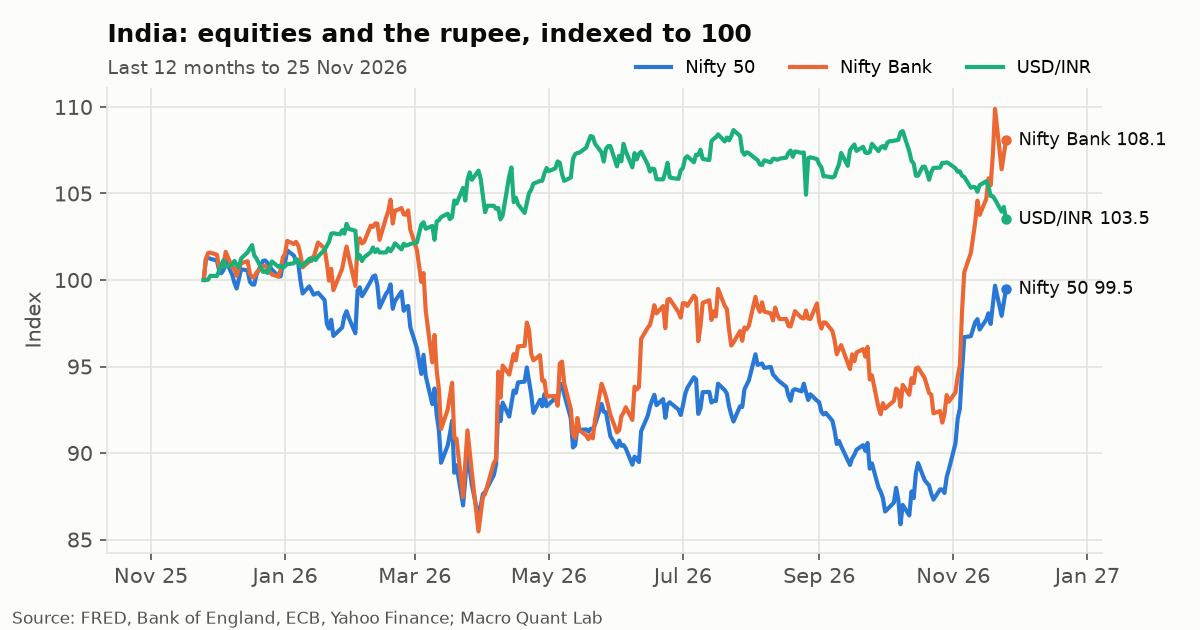 India: equities and the rupee, indexed to 100
Last 12 months to 25 Nov 2026
Nifty 50
Nifty Bank
USD/INR
Index
110
105
100
95
90
85
Nifty Bank 108.1
USD/INR 103.5
Nifty 50 99.5
Nov 25
Jan 26
Mar 26
May 26
Jul 26
Sep 26
Nov 26
Jan 27
Source: FRED, Bank of England, ECB, Yahoo Finance; Macro Quant Lab